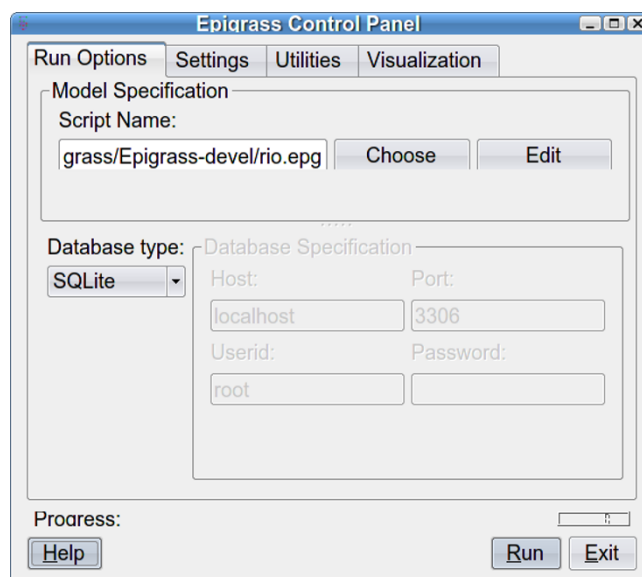 Epigrass Control Panel
Run Options Settings Utilities Visualization
Model Specification
Script Name:
grass/Epigrass-devel/rio.epg Choose Edit
Database type: Database Specification
SQLite Host: Port:
localhost 3306
Userid: Password:
root
Progress:
Help Run Exit